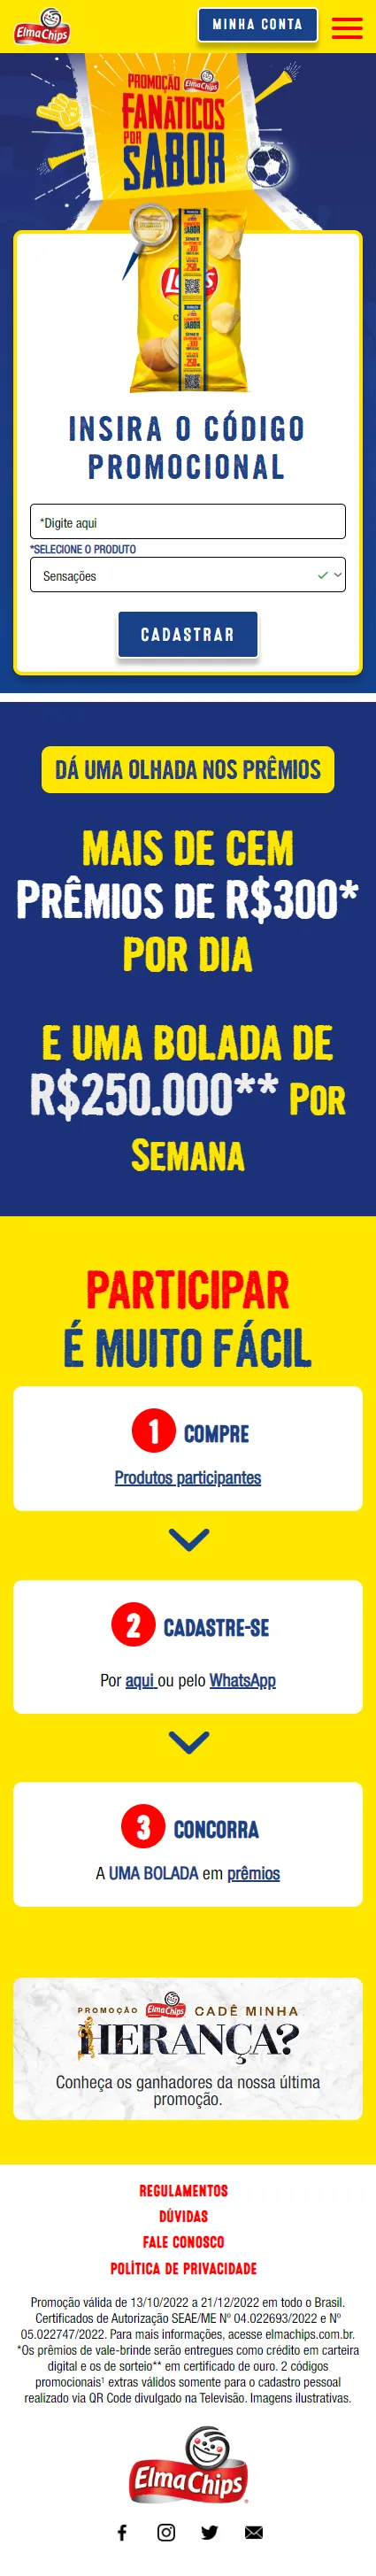 Elma Chips
MINHA CONTA
PROMOÇÃO Elma Chips
FANÁTICOS
POR
SABOR
INSIRA O CÓDIGO
PROMOCIONAL
*Digite aqui
*SELECIONE O PRODUTO
Sensações
CADASTRAR
DÁ UMA OLHADA NOS PRÊMIOS
MAIS DE CEM
PRÊMIOS DE R$300*
POR DIA
E UMA BOLADA DE
R$250.000** POR
SEMANA
PARTICIPAR
É MUITO FÁCIL
1 COMPRE
Produtos participantes
2 CADASTRE-SE
Por aqui ou pelo WhatsApp
3 CONCORRA
A UMA BOLADA em prêmios
PROMOÇÃO Elma Chips CADÊ MINHA
HERANÇA?
Conheça os ganhadores da nossa última
promoção.
REGULAMENTOS
DÚVIDAS
FALE CONOSCO
POLÍTICA DE PRIVACIDADE
Promoção válida de 13/10/2022 a 21/12/2022 em todo o Brasil.
Certificados de Autorização SEAE/ME Nº 04.022693/2022 e Nº
05.022747/2022. Para mais informações, acesse elmachips.com.br.
*Os prêmios de vale-brinde serão entregues como crédito em carteira
digital e os de sorteio** em certificado de ouro. 2 códigos
promocionais¹ extras válidos somente para o cadastro pessoal
realizado via QR Code divulgado na Televisão. Imagens ilustrativas.
Elma Chips